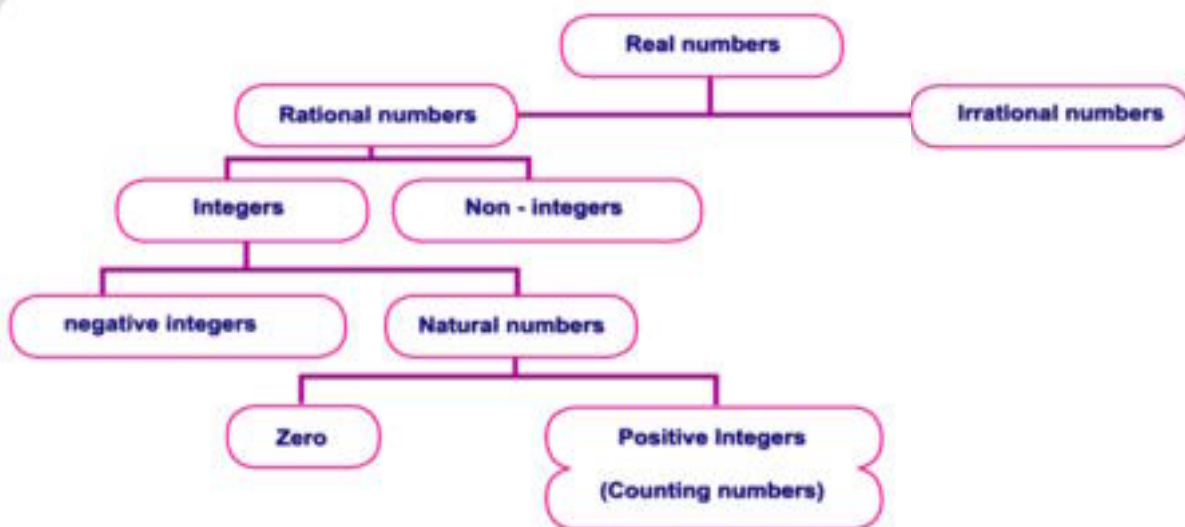 Real numbers
Rational numbers
Irrational numbers
Integers
Non - integers
negative integers
Natural numbers
Zero
Positive Integers
(Counting numbers)